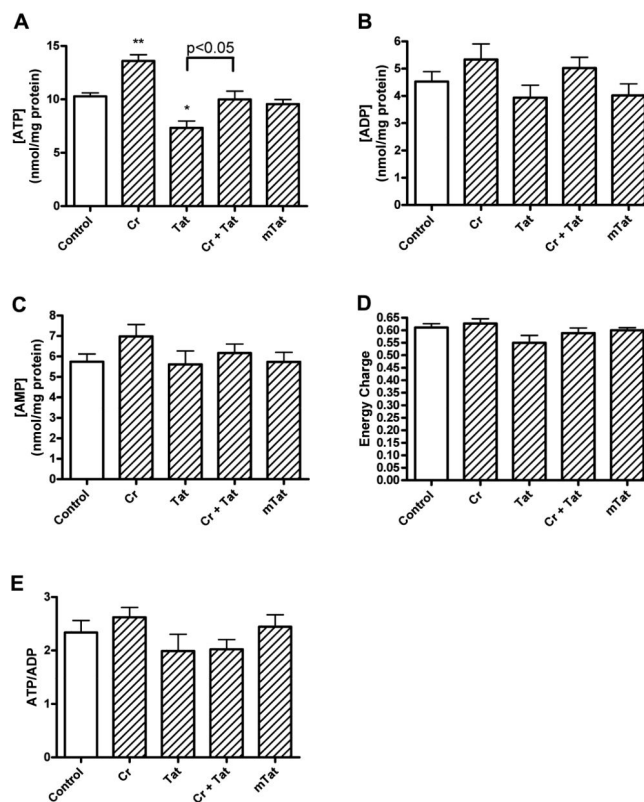 A
[ATP]
(nmol/mg protein)
15
10
5
0
**
*
p<0.05
Control
Cr
Tat
Cr + Tat
mTat
B
[ADP]
(nmol/mg protein)
6
5
4
3
2
1
0
Control
Cr
Tat
Cr + Tat
mTat
C
[AMP]
(nmol/mg protein)
8
7
6
5
4
3
2
1
0
Control
Cr
Tat
Cr + Tat
mTat
D
Energy Charge
0.65
0.60
0.55
0.50
0.45
0.40
0.35
0.30
0.25
0.20
0.15
0.10
0.05
0.00
Control
Cr
Tat
Cr + Tat
mTat
E
ATP/ADP
3
2
1
0
Control
Cr
Tat
Cr + Tat
mTat